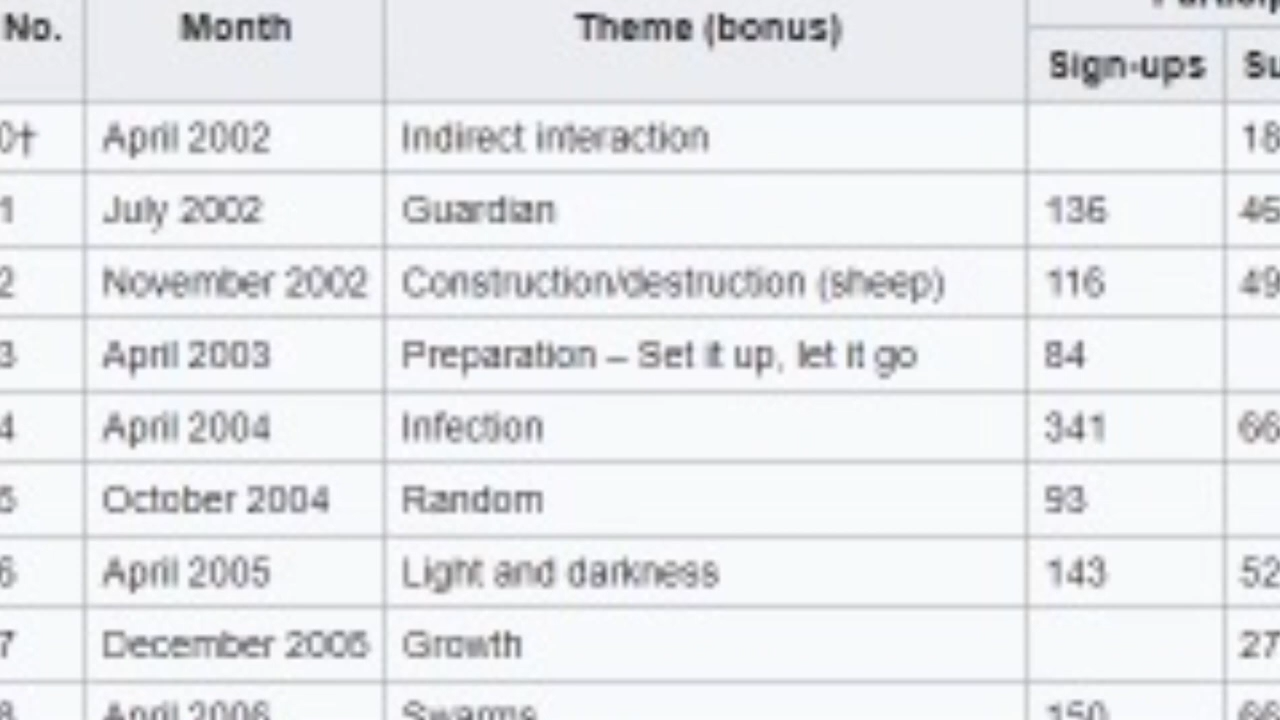 No. Month Theme (bonus)
Sign-ups Su
0† April 2002 Indirect interaction 18
1 July 2002 Guardian 136 46
2 November 2002 Construction/destruction (sheep) 116 49
3 April 2003 Preparation – Set it up, let it go 84
4 April 2004 Infection 341 66
5 October 2004 Random 93
6 April 2005 Light and darkness 143 52
7 December 2005 Growth 27
8 April 2006 Swarms 150 66